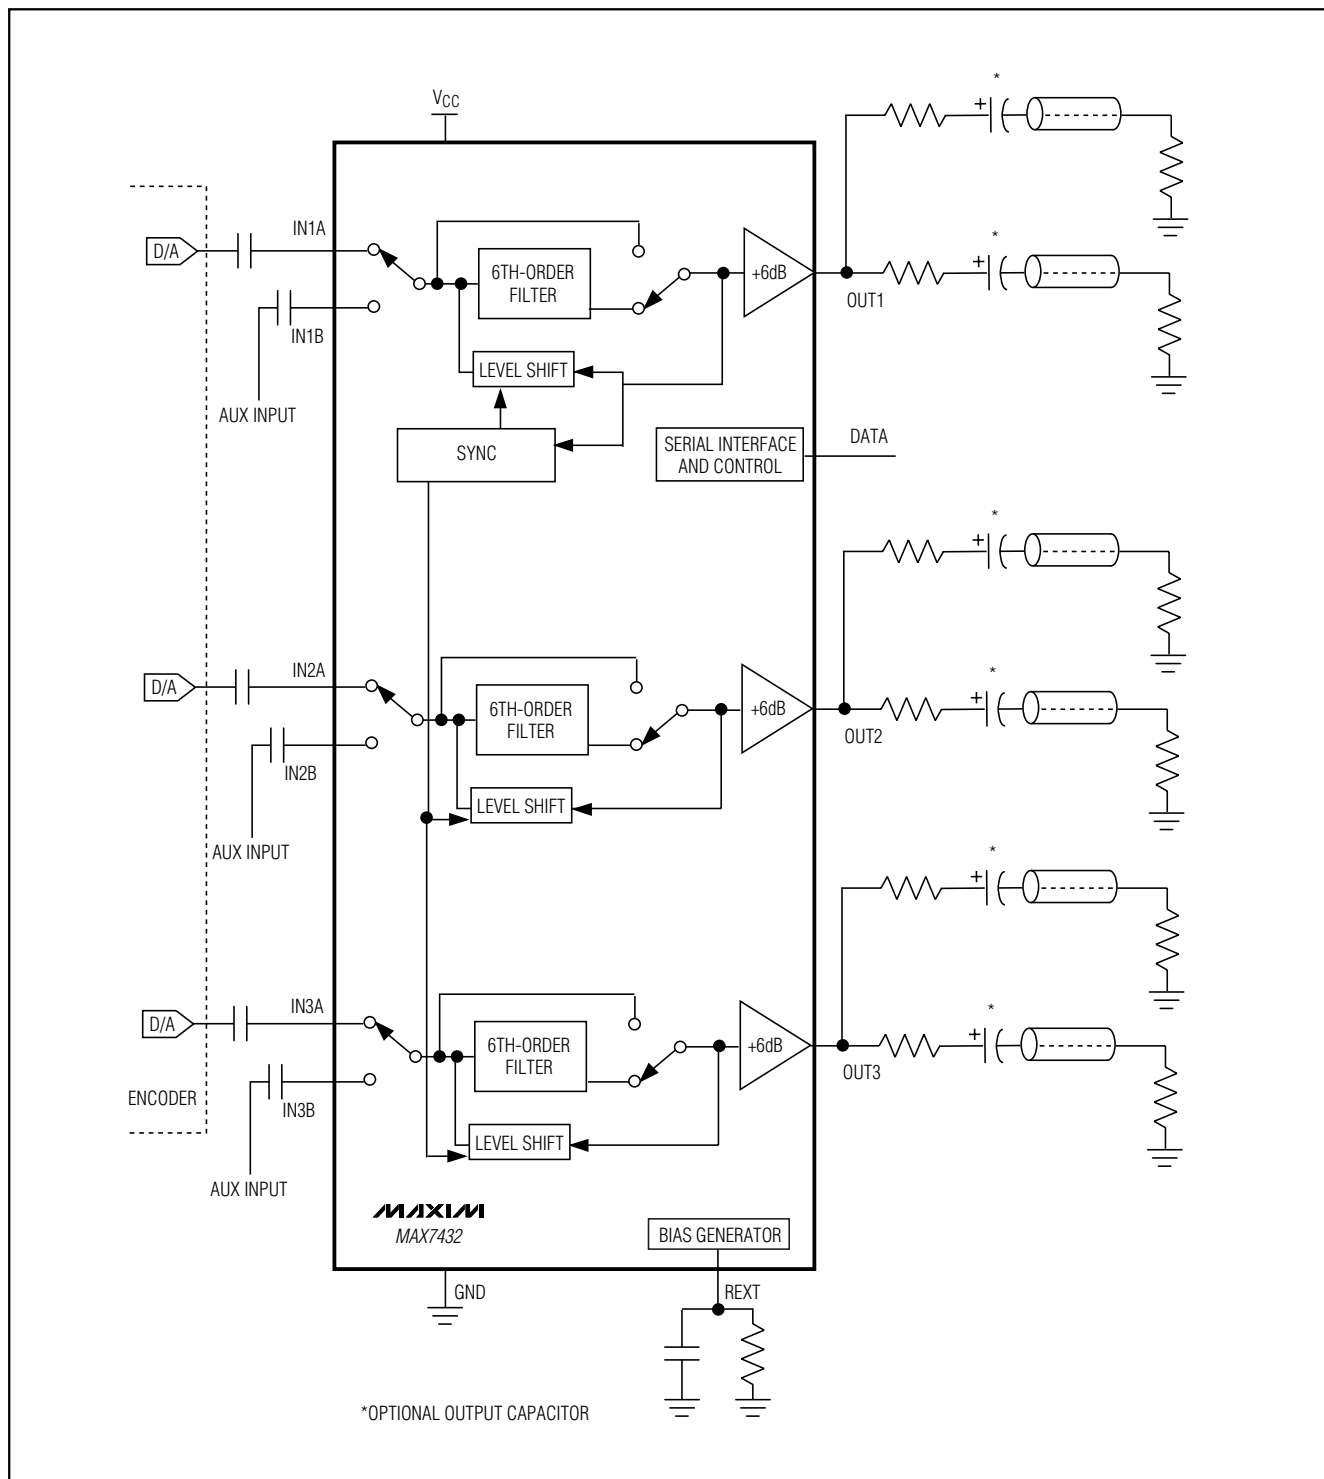 *
VCC
+
IN1A
*
D/A
6TH-ORDER
FILTER
+6dB
+
OUT1
IN1B
LEVEL SHIFT
AUX INPUT
SYNC
SERIAL INTERFACE
AND CONTROL
DATA
*
+
IN2A
*
D/A
6TH-ORDER
FILTER
+6dB
+
OUT2
IN2B
LEVEL SHIFT
AUX INPUT
*
+
IN3A
*
D/A
6TH-ORDER
FILTER
+6dB
+
OUT3
ENCODER
IN3B
LEVEL SHIFT
AUX INPUT
MAXIM
MAX7432
BIAS GENERATOR
GND
REXT
*OPTIONAL OUTPUT CAPACITOR